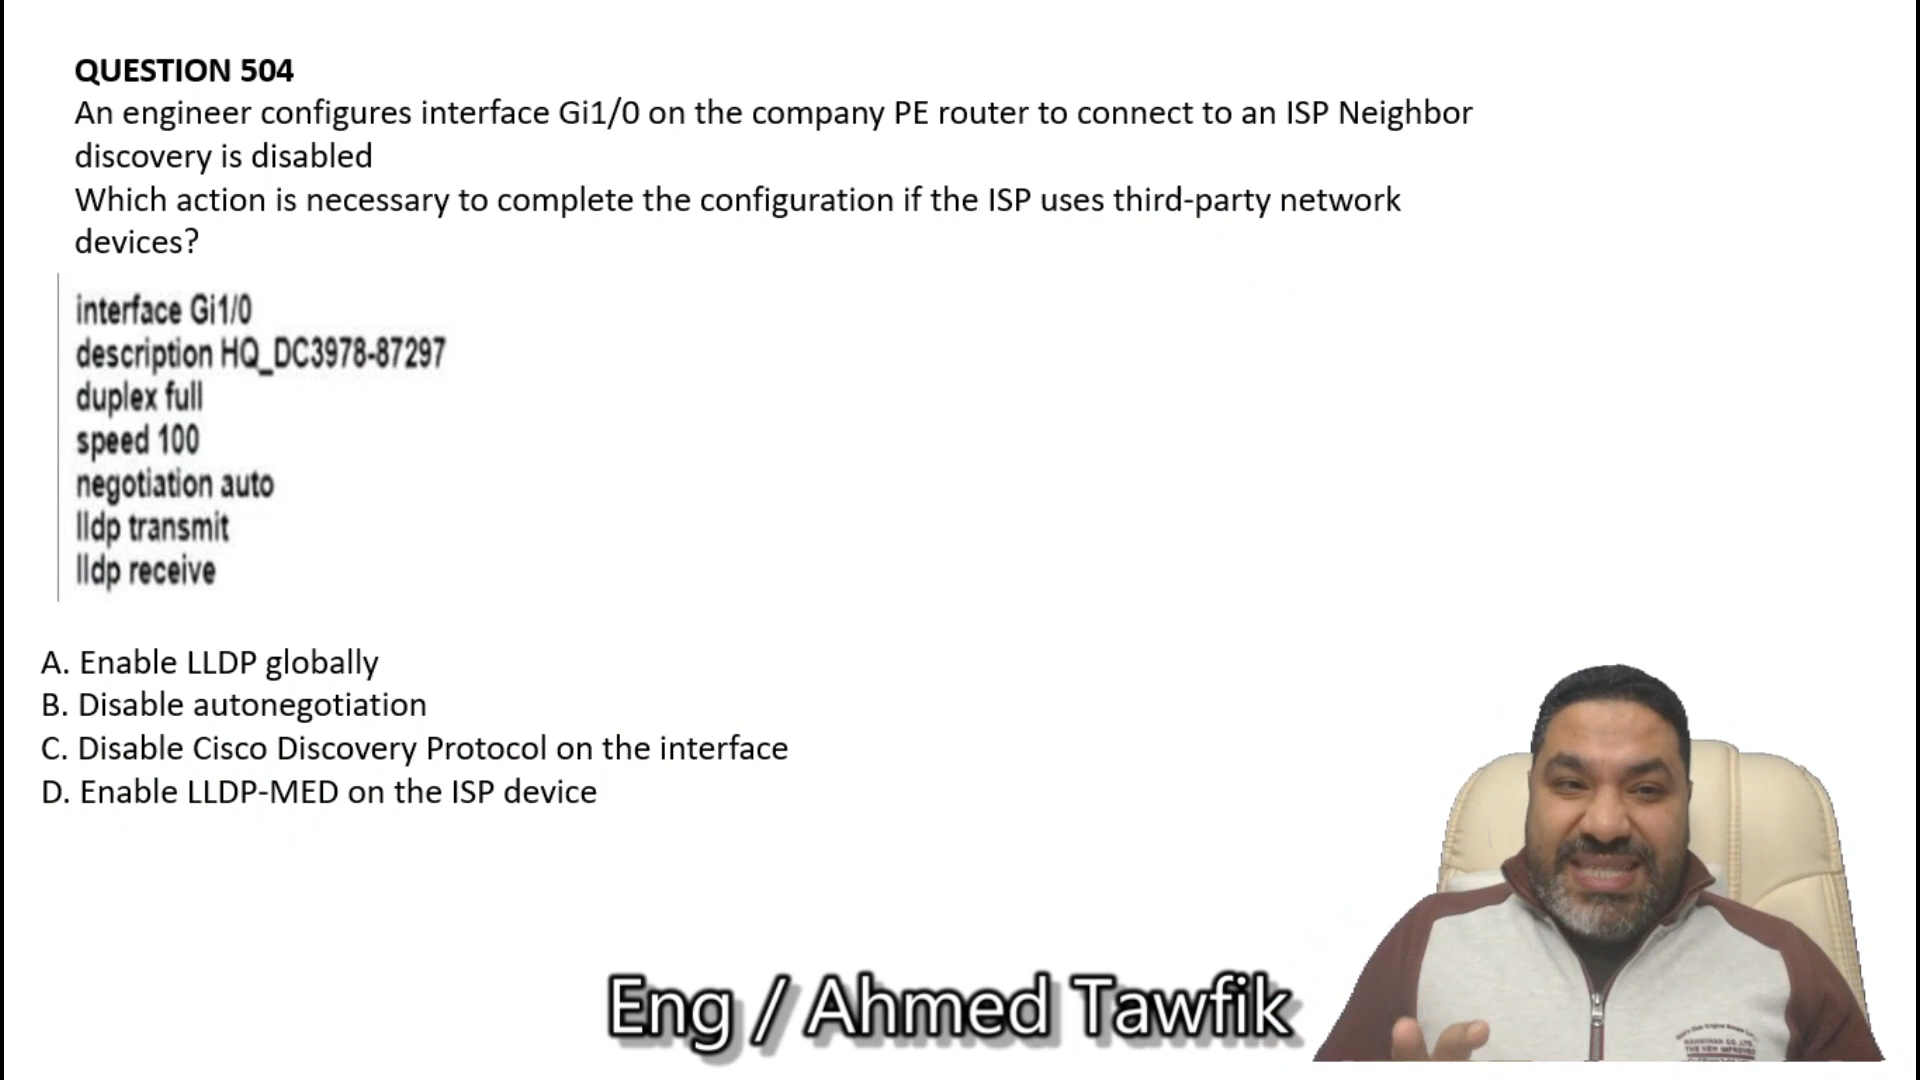 QUESTION 504
An engineer configures interface Gi1/0 on the company PE router to connect to an ISP Neighbor
discovery is disabled
Which action is necessary to complete the configuration if the ISP uses third-party network
devices?
interface Gi1/0
description HQ_DC3978-87297
duplex full
speed 100
negotiation auto
lldp transmit
lldp receive
A. Enable LLDP globally
B. Disable autonegotiation
C. Disable Cisco Discovery Protocol on the interface
D. Enable LLDP-MED on the ISP device
Eng / Ahmed Tawfik